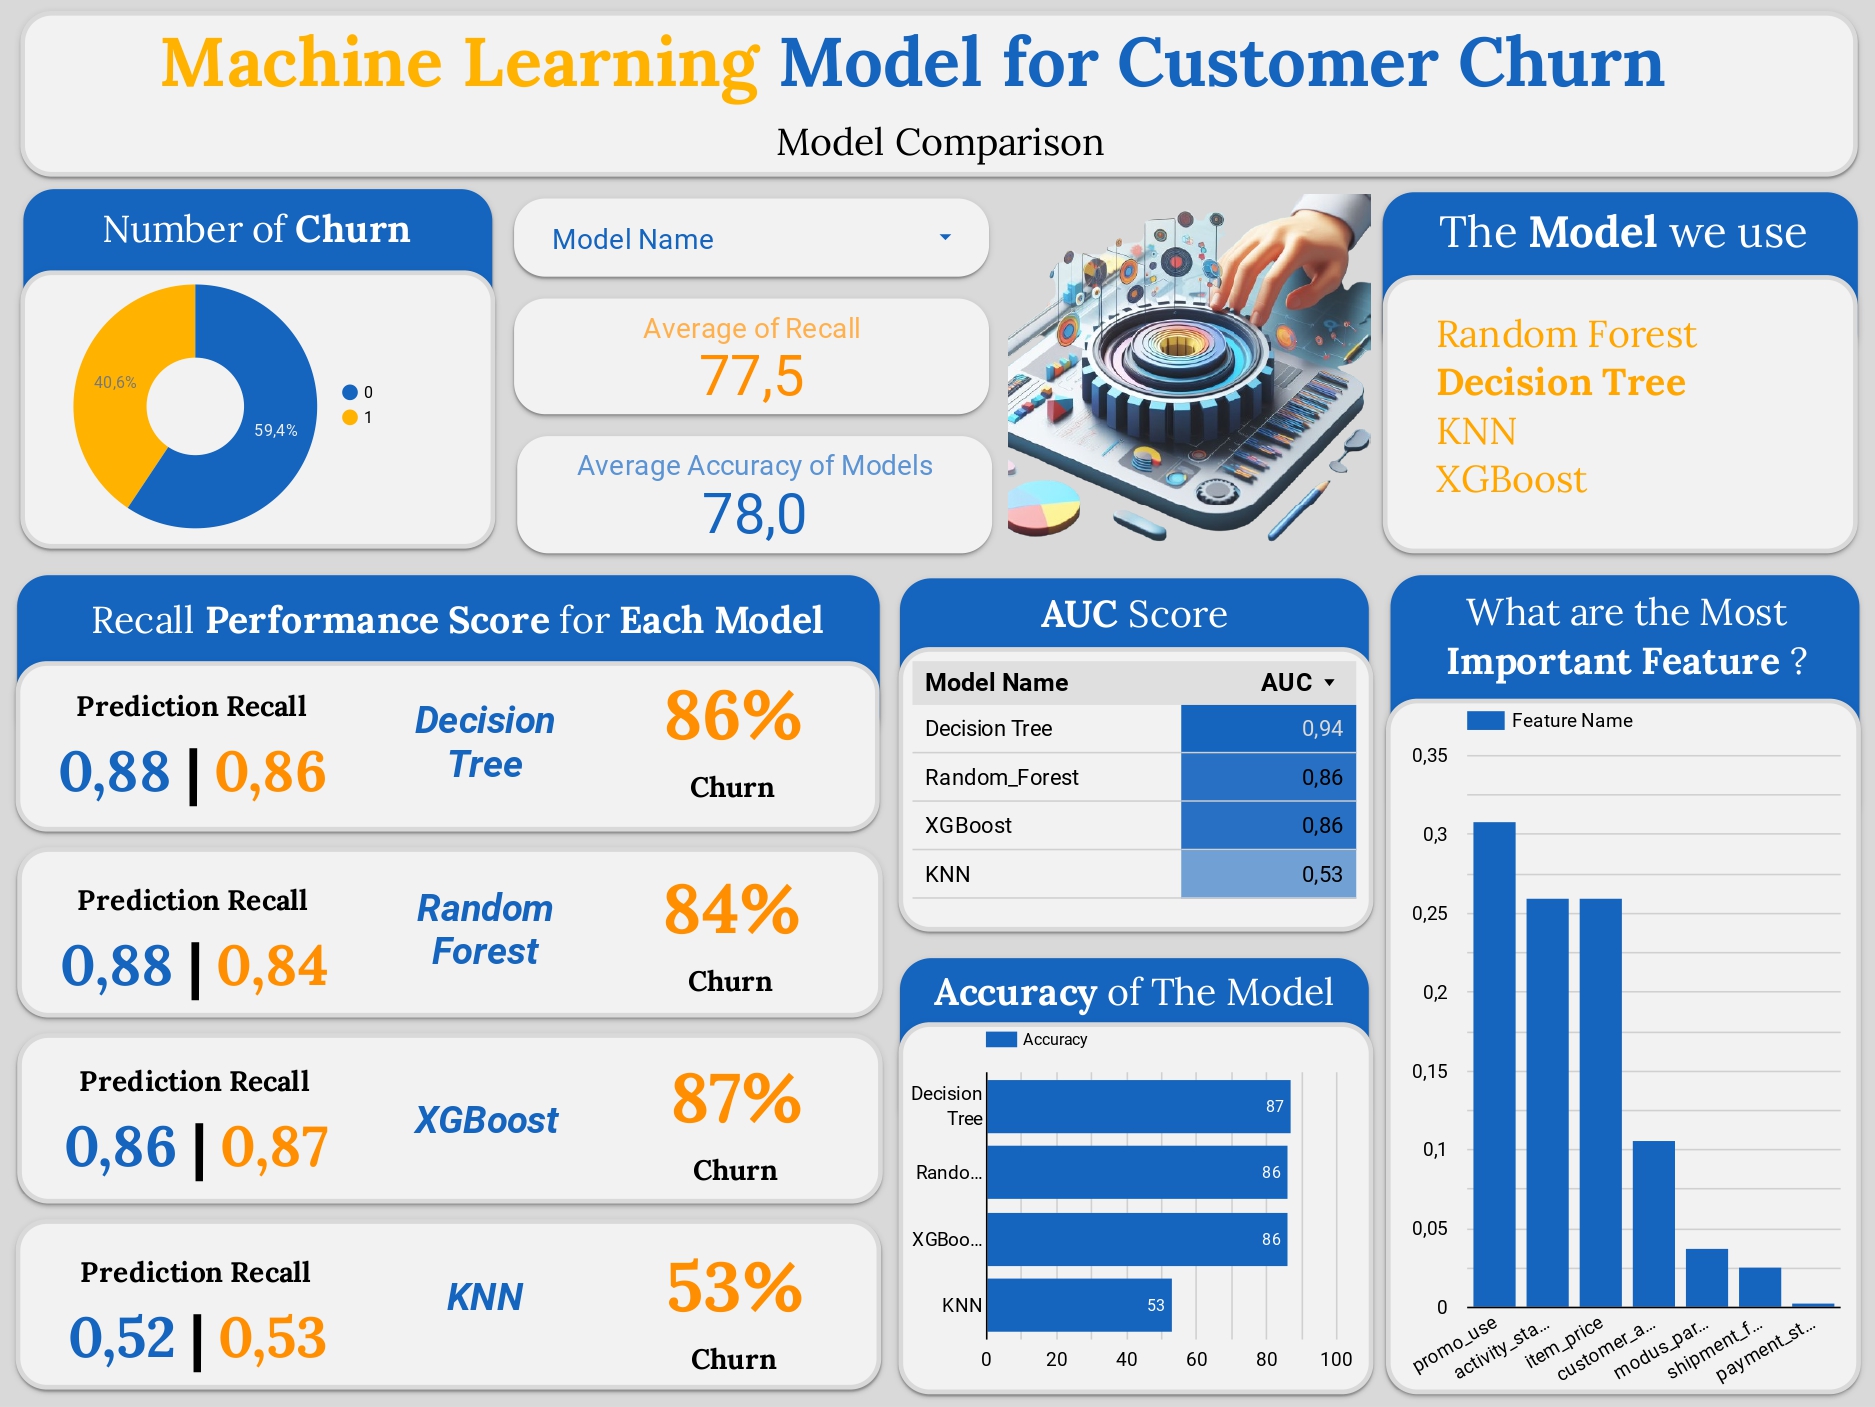 Machine Learning Model for Customer Churn
Model Comparison
Number of Churn
40,6%
59,4%
0
1
Model Name
Average of Recall
77,5
Average Accuracy of Models
78,0
The Model we use
Random Forest
Decision Tree
KNN
XGBoost
Recall Performance Score for Each Model
Prediction Recall
0,88 | 0,86
Decision
Tree
86%
Churn
Prediction Recall
0,88 | 0,84
Random
Forest
84%
Churn
Prediction Recall
0,86 | 0,87
XGBoost
87%
Churn
Prediction Recall
0,52 | 0,53
KNN
53%
Churn
AUC Score
Model Name AUC
Decision Tree 0,94
Random_Forest 0,86
XGBoost 0,86
KNN 0,53
Accuracy of The Model
Accuracy
Decision
Tree
87
Rando... 86
XGBoo... 86
KNN 53
0 20 40 60 80 100
What are the Most
Important Feature ?
Feature Name
0,35
0,3
0,25
0,2
0,15
0,1
0,05
0
promo_use
activity_sta...
item_price
customer_a...
modus_par...
shipment_f...
payment_st...